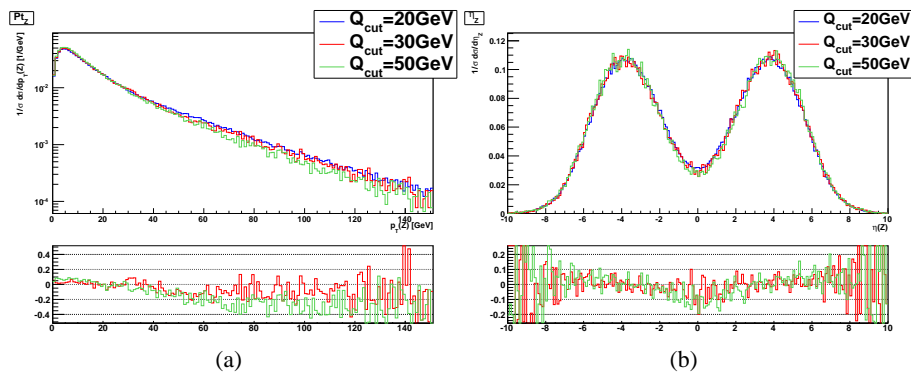 Pt_Z
Q_cut=20GeV
Q_cut=30GeV
Q_cut=50GeV
1/σ dσ/dp_T(Z) [1/GeV]
10^-2
10^-3
10^-4
0 20 40 60 80 100 120 140
p_T(Z) [GeV]
0.4
0.2
0
-0.2
-0.4
0 20 40 60 80 100 120 140
(a)
η_Z
Q_cut=20GeV
Q_cut=30GeV
Q_cut=50GeV
1/σ dσ/dη_Z
0.12
0.1
0.08
0.06
0.04
0.02
0
-10 -8 -6 -4 -2 0 2 4 6 8 10
η(Z)
0.2
0.1
0
-0.1
-0.2
-10 -8 -6 -4 -2 0 2 4 6 8 10
(b)